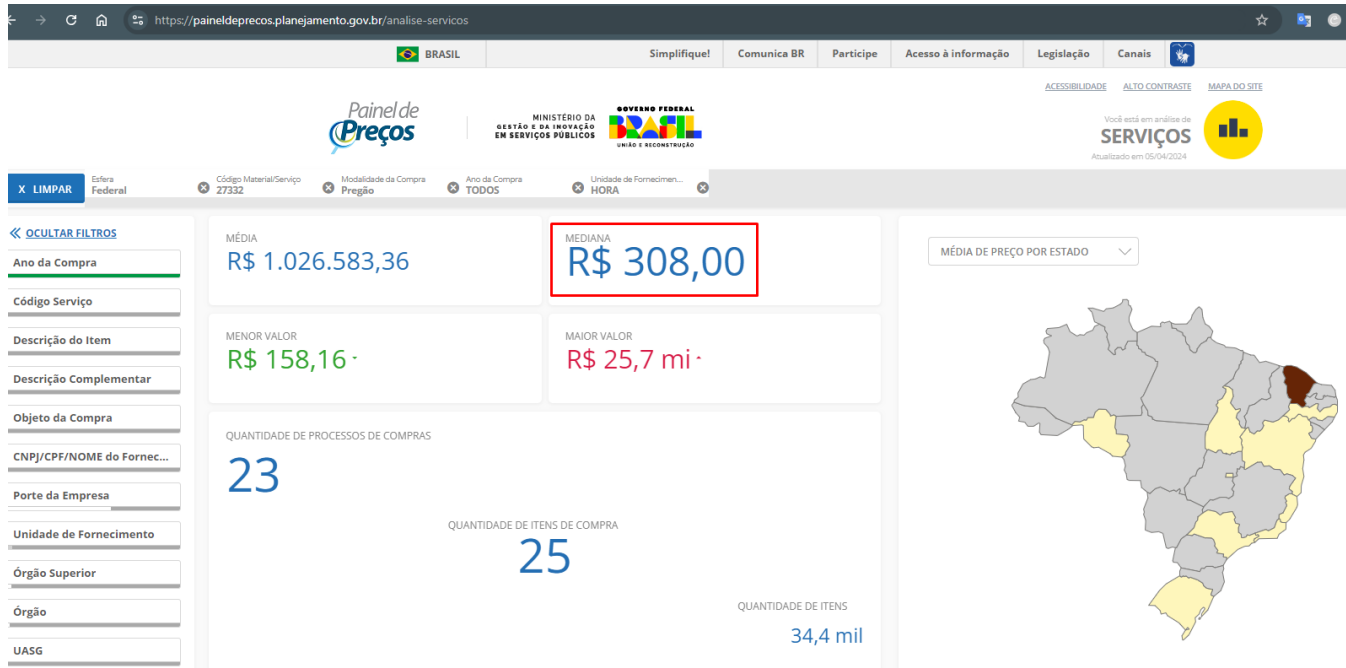 https://paineldeprecos.planejamento.gov.br/analise-servicos
BRASIL
Simplifique!
Comunica BR
Participe
Acesso à informação
Legislação
Canais
ACESSIBILIDADE
ALTO CONTRASTE
MAPA DO SITE
Painel de
Preços
MINISTÉRIO DA
GESTÃO E DA INOVAÇÃO
EM SERVIÇOS PÚBLICOS
GOVERNO FEDERAL
BRASIL
UNIÃO E RECONSTRUÇÃO
Você está em análise de
SERVIÇOS
Atualizado em 05/04/2024
X LIMPAR
Esfera
Federal
Código Material/Serviço
27332
Modalidade da Compra
Pregão
Ano da Compra
TODOS
Unidade de Fornecimen...
HORA
OCULTAR FILTROS
Ano da Compra
Código Serviço
Descrição do Item
Descrição Complementar
Objeto da Compra
CNPJ/CPF/NOME do Fornec...
Porte da Empresa
Unidade de Fornecimento
Órgão Superior
Órgão
UASG
MÉDIA
R$ 1.026.583,36
MEDIANA
R$ 308,00
MENOR VALOR
R$ 158,16
MAIOR VALOR
R$ 25,7 mi
QUANTIDADE DE PROCESSOS DE COMPRAS
23
QUANTIDADE DE ITENS DE COMPRA
25
QUANTIDADE DE ITENS
34,4 mil
MÉDIA DE PREÇO POR ESTADO